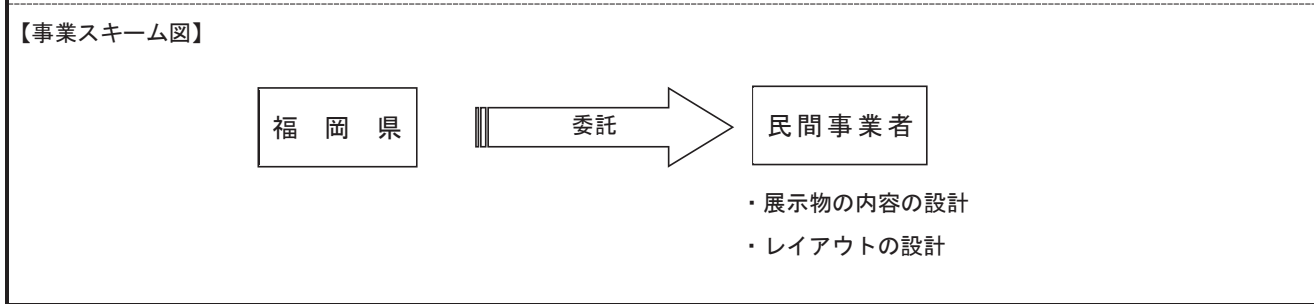 【事業スキーム図】
福 岡 県
委託
民間事業者
・展示物の内容の設計
・レイアウトの設計